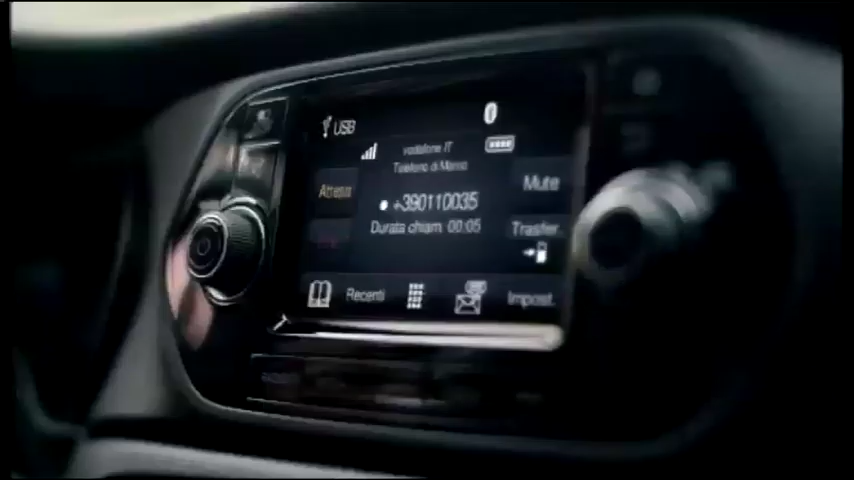 USB
vodafone IT
Telefono di Marco
Attesa
Mute
+390110035
Durata chiam. 00:05
Trasfer.
Recenti
Impost.